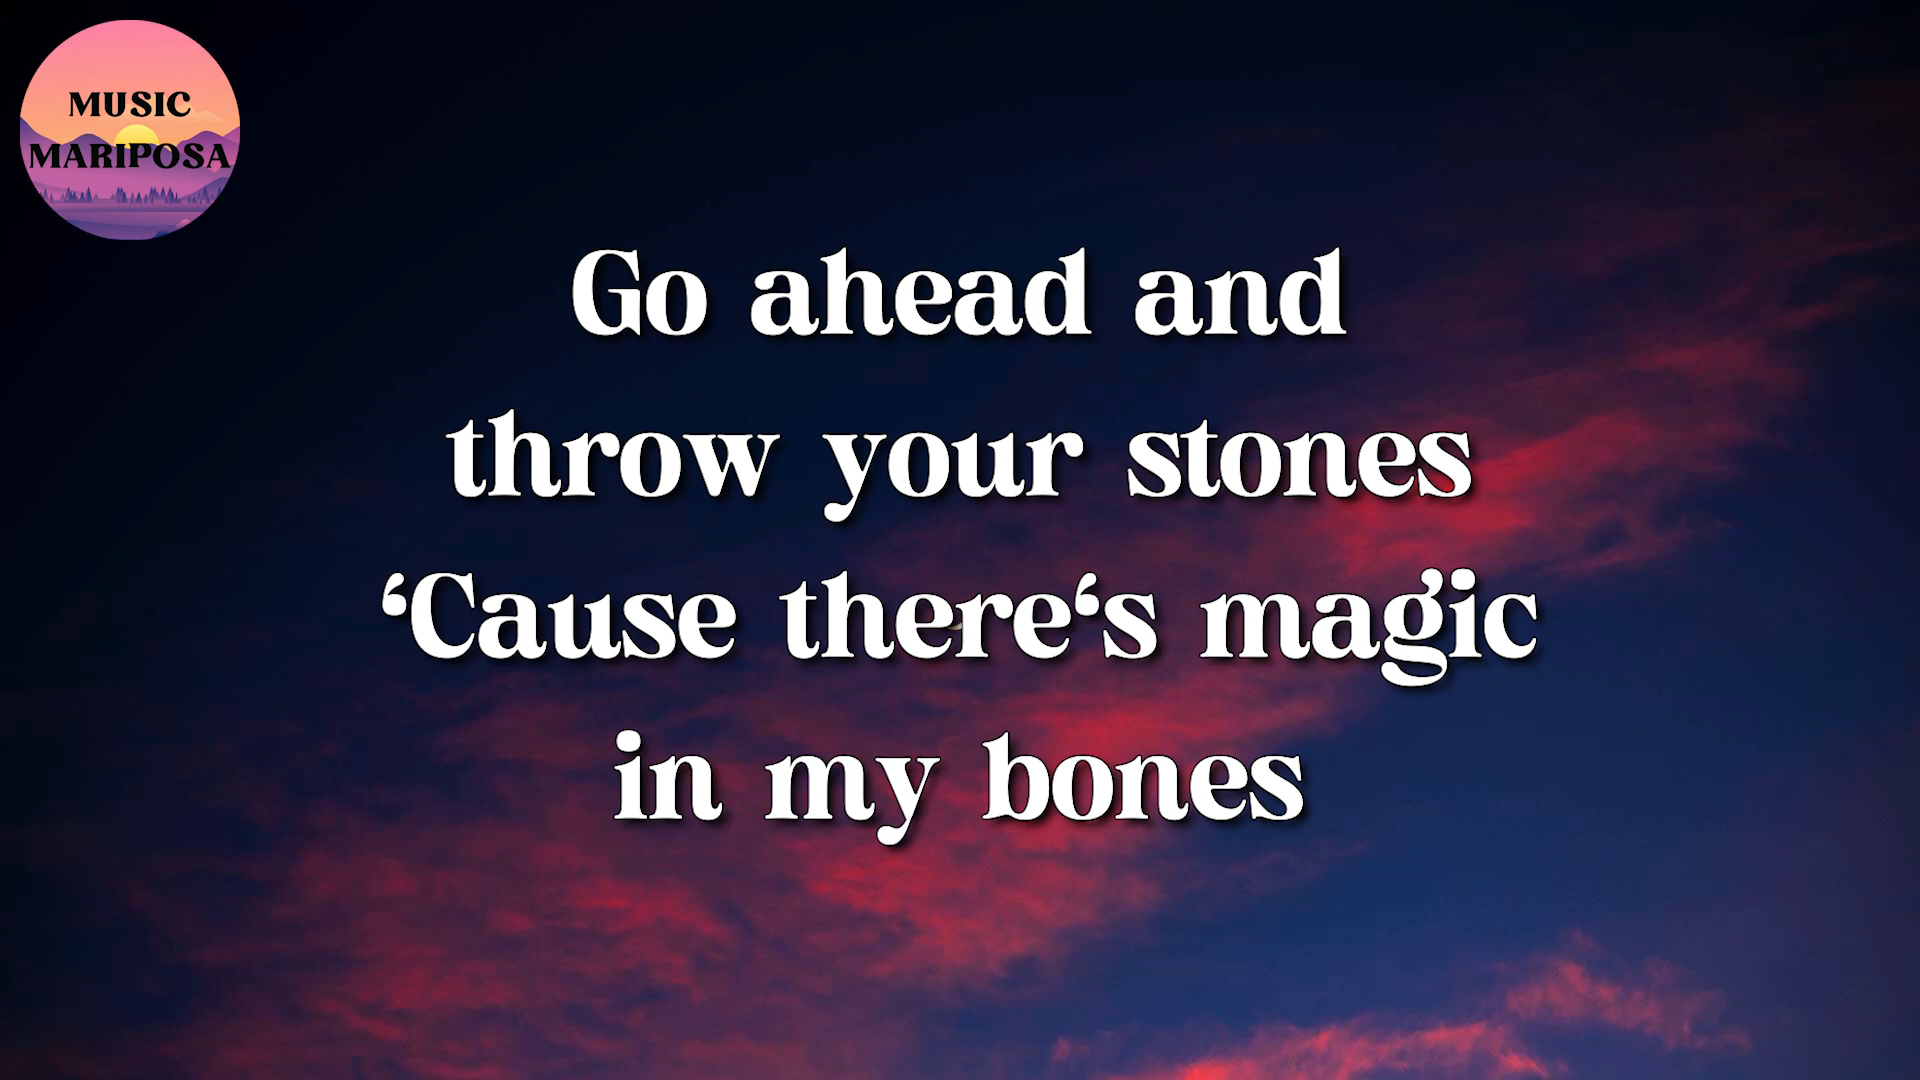 MUSIC
MARIPOSA
Go ahead and
throw your stones
‘Cause there‘s magic
in my bones